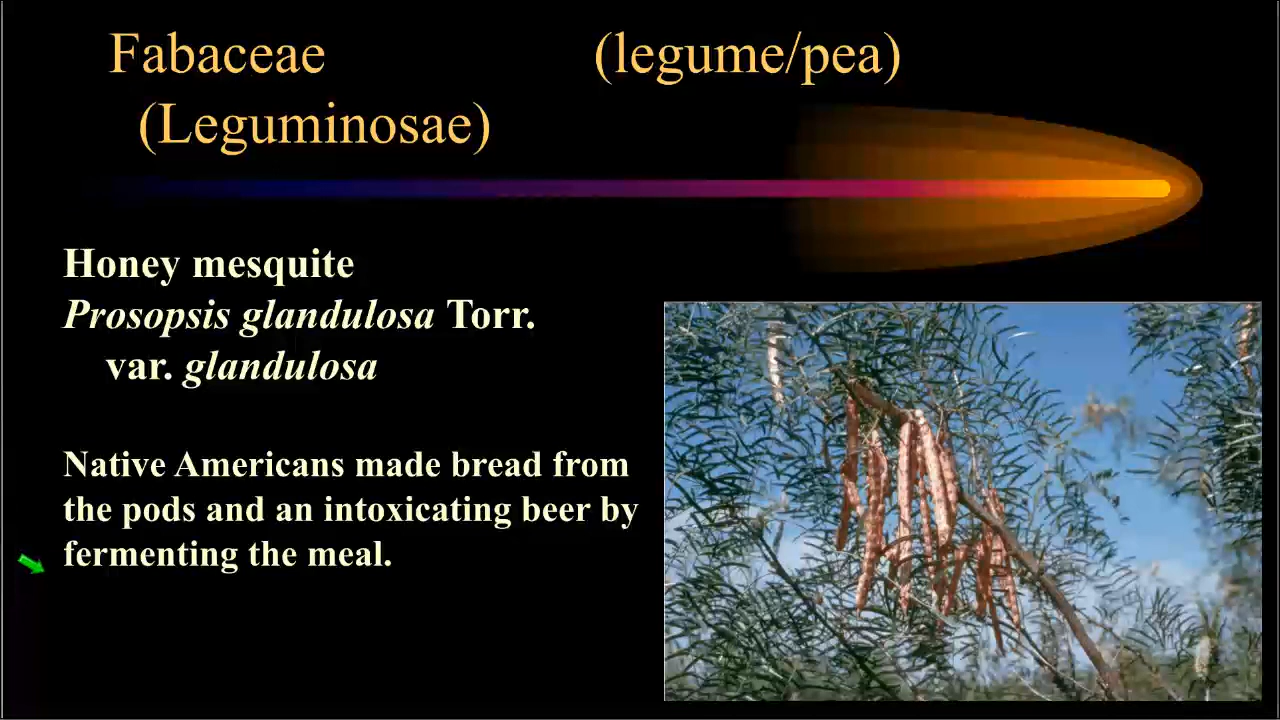 Fabaceae (legume/pea)
(Leguminosae)
Honey mesquite
Prosopsis glandulosa Torr.
var. glandulosa
Native Americans made bread from
the pods and an intoxicating beer by
fermenting the meal.